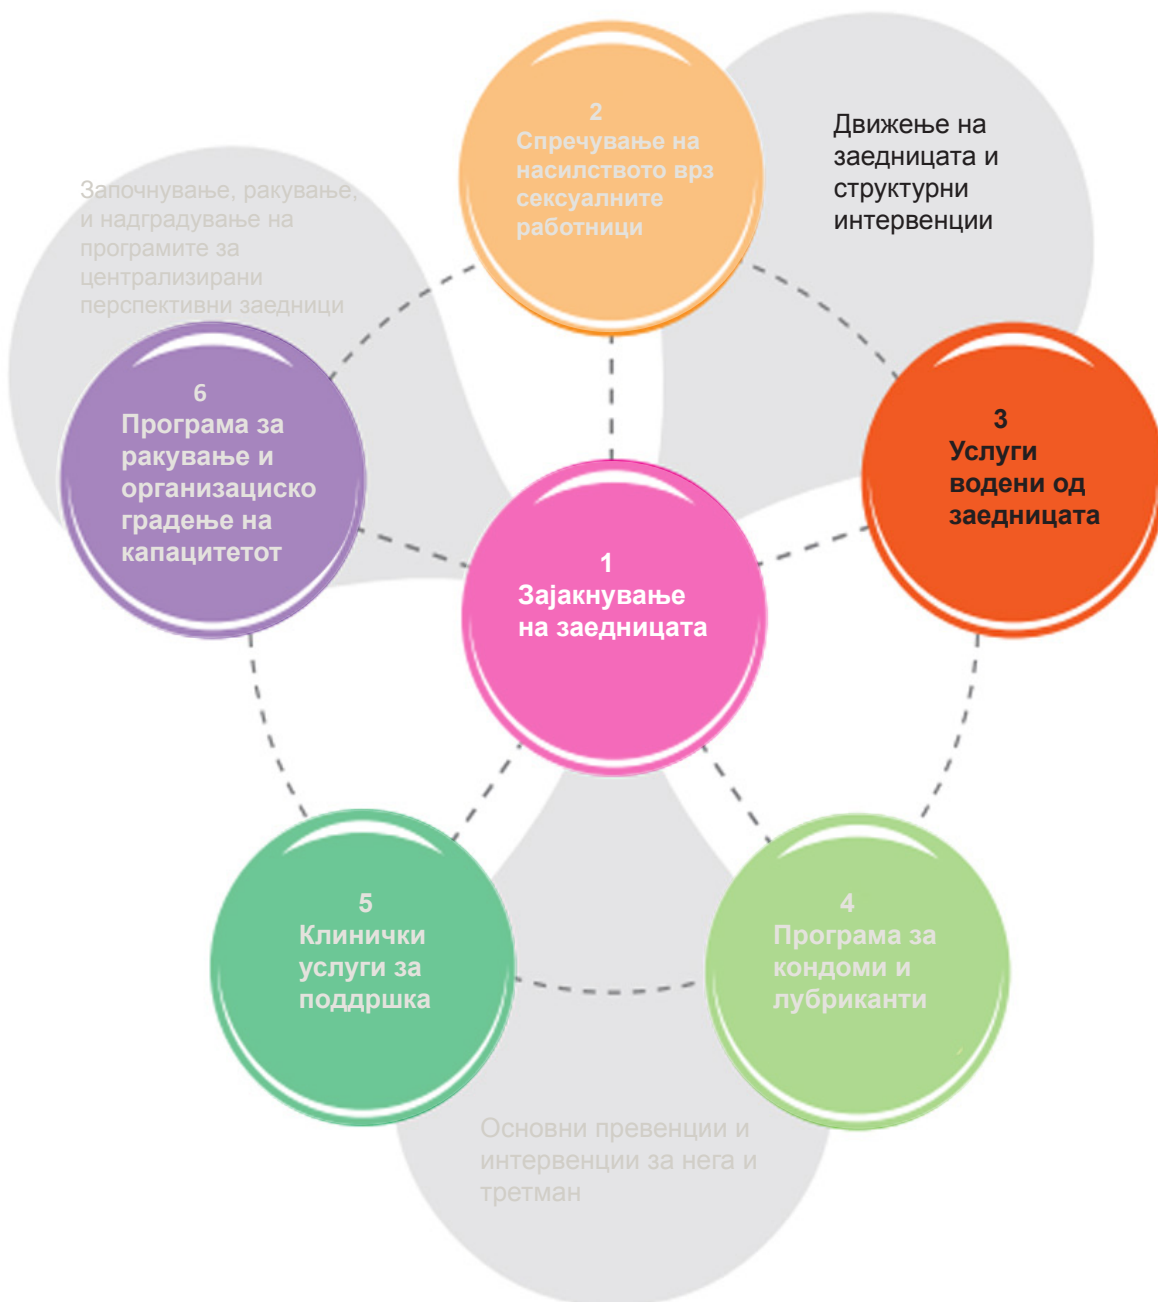 2
Спречување на
насилството врз
сексуалните
работници
Движење на
заедницата и
структурни
интервенции
Започнување, ракување,
и надградување на
програмите за
централизирани
перспективни заедници
6
Програма за
ракување и
организациско
градење на
капацитетот
3
Услуги
водени од
заедницата
1
Зајакнување
на заедницата
5
Клинички
услуги за
поддршка
4
Програма за
кондоми и
лубриканти
Основни превенции и
интервенции за нега и
третман